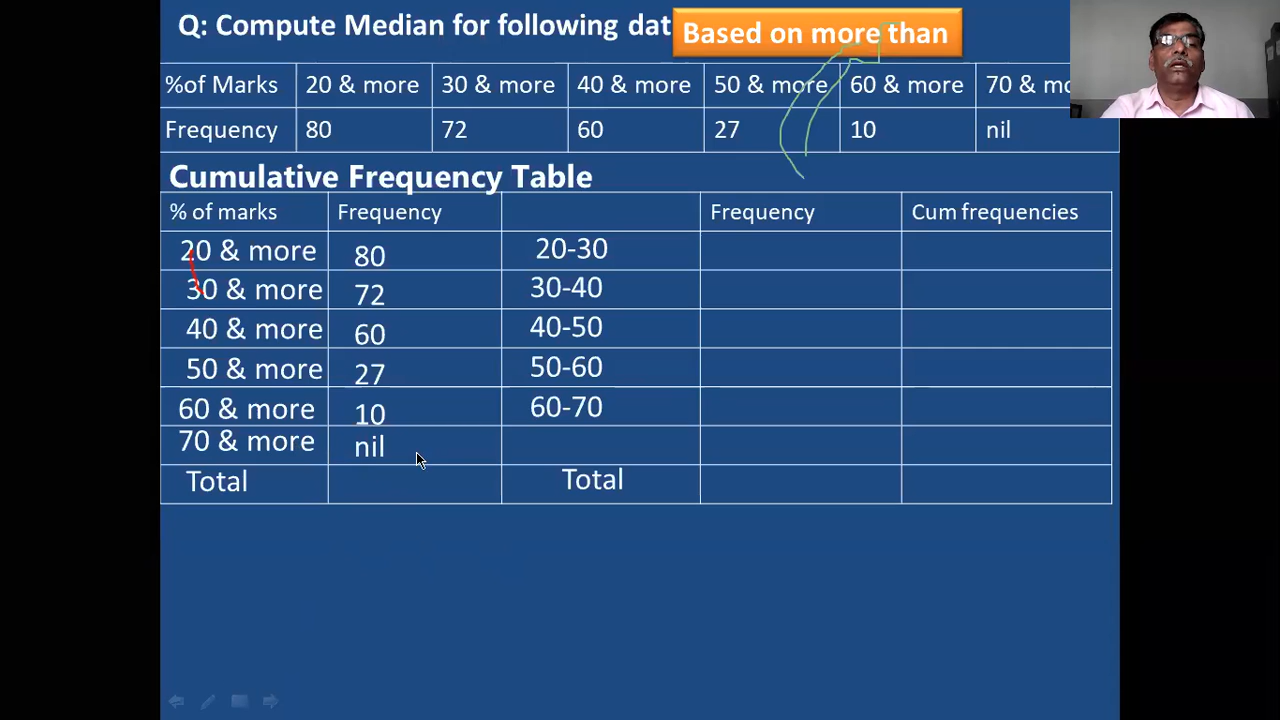 Q: Compute Median for following dat
Based on more than
%of Marks 20 & more 30 & more 40 & more 50 & more 60 & more 70 & mo
Frequency 80 72 60 27 10 nil
Cumulative Frequency Table
% of marks Frequency Frequency Cum frequencies
20 & more 80 20-30
30 & more 72 30-40
40 & more 60 40-50
50 & more 27 50-60
60 & more 10 60-70
70 & more nil
Total Total